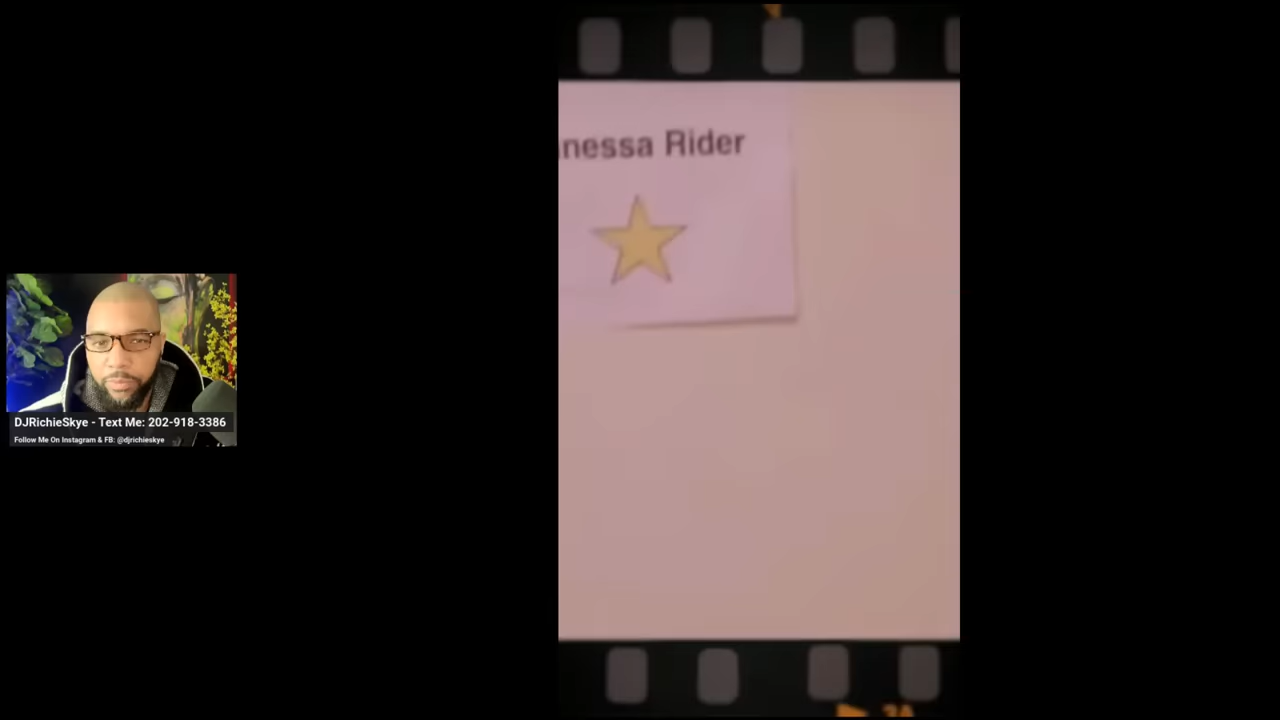 nessa Rider
DJRichieSkye - Text Me: 202-918-3386
Follow Me On Instagram & FB: @djrichieskye